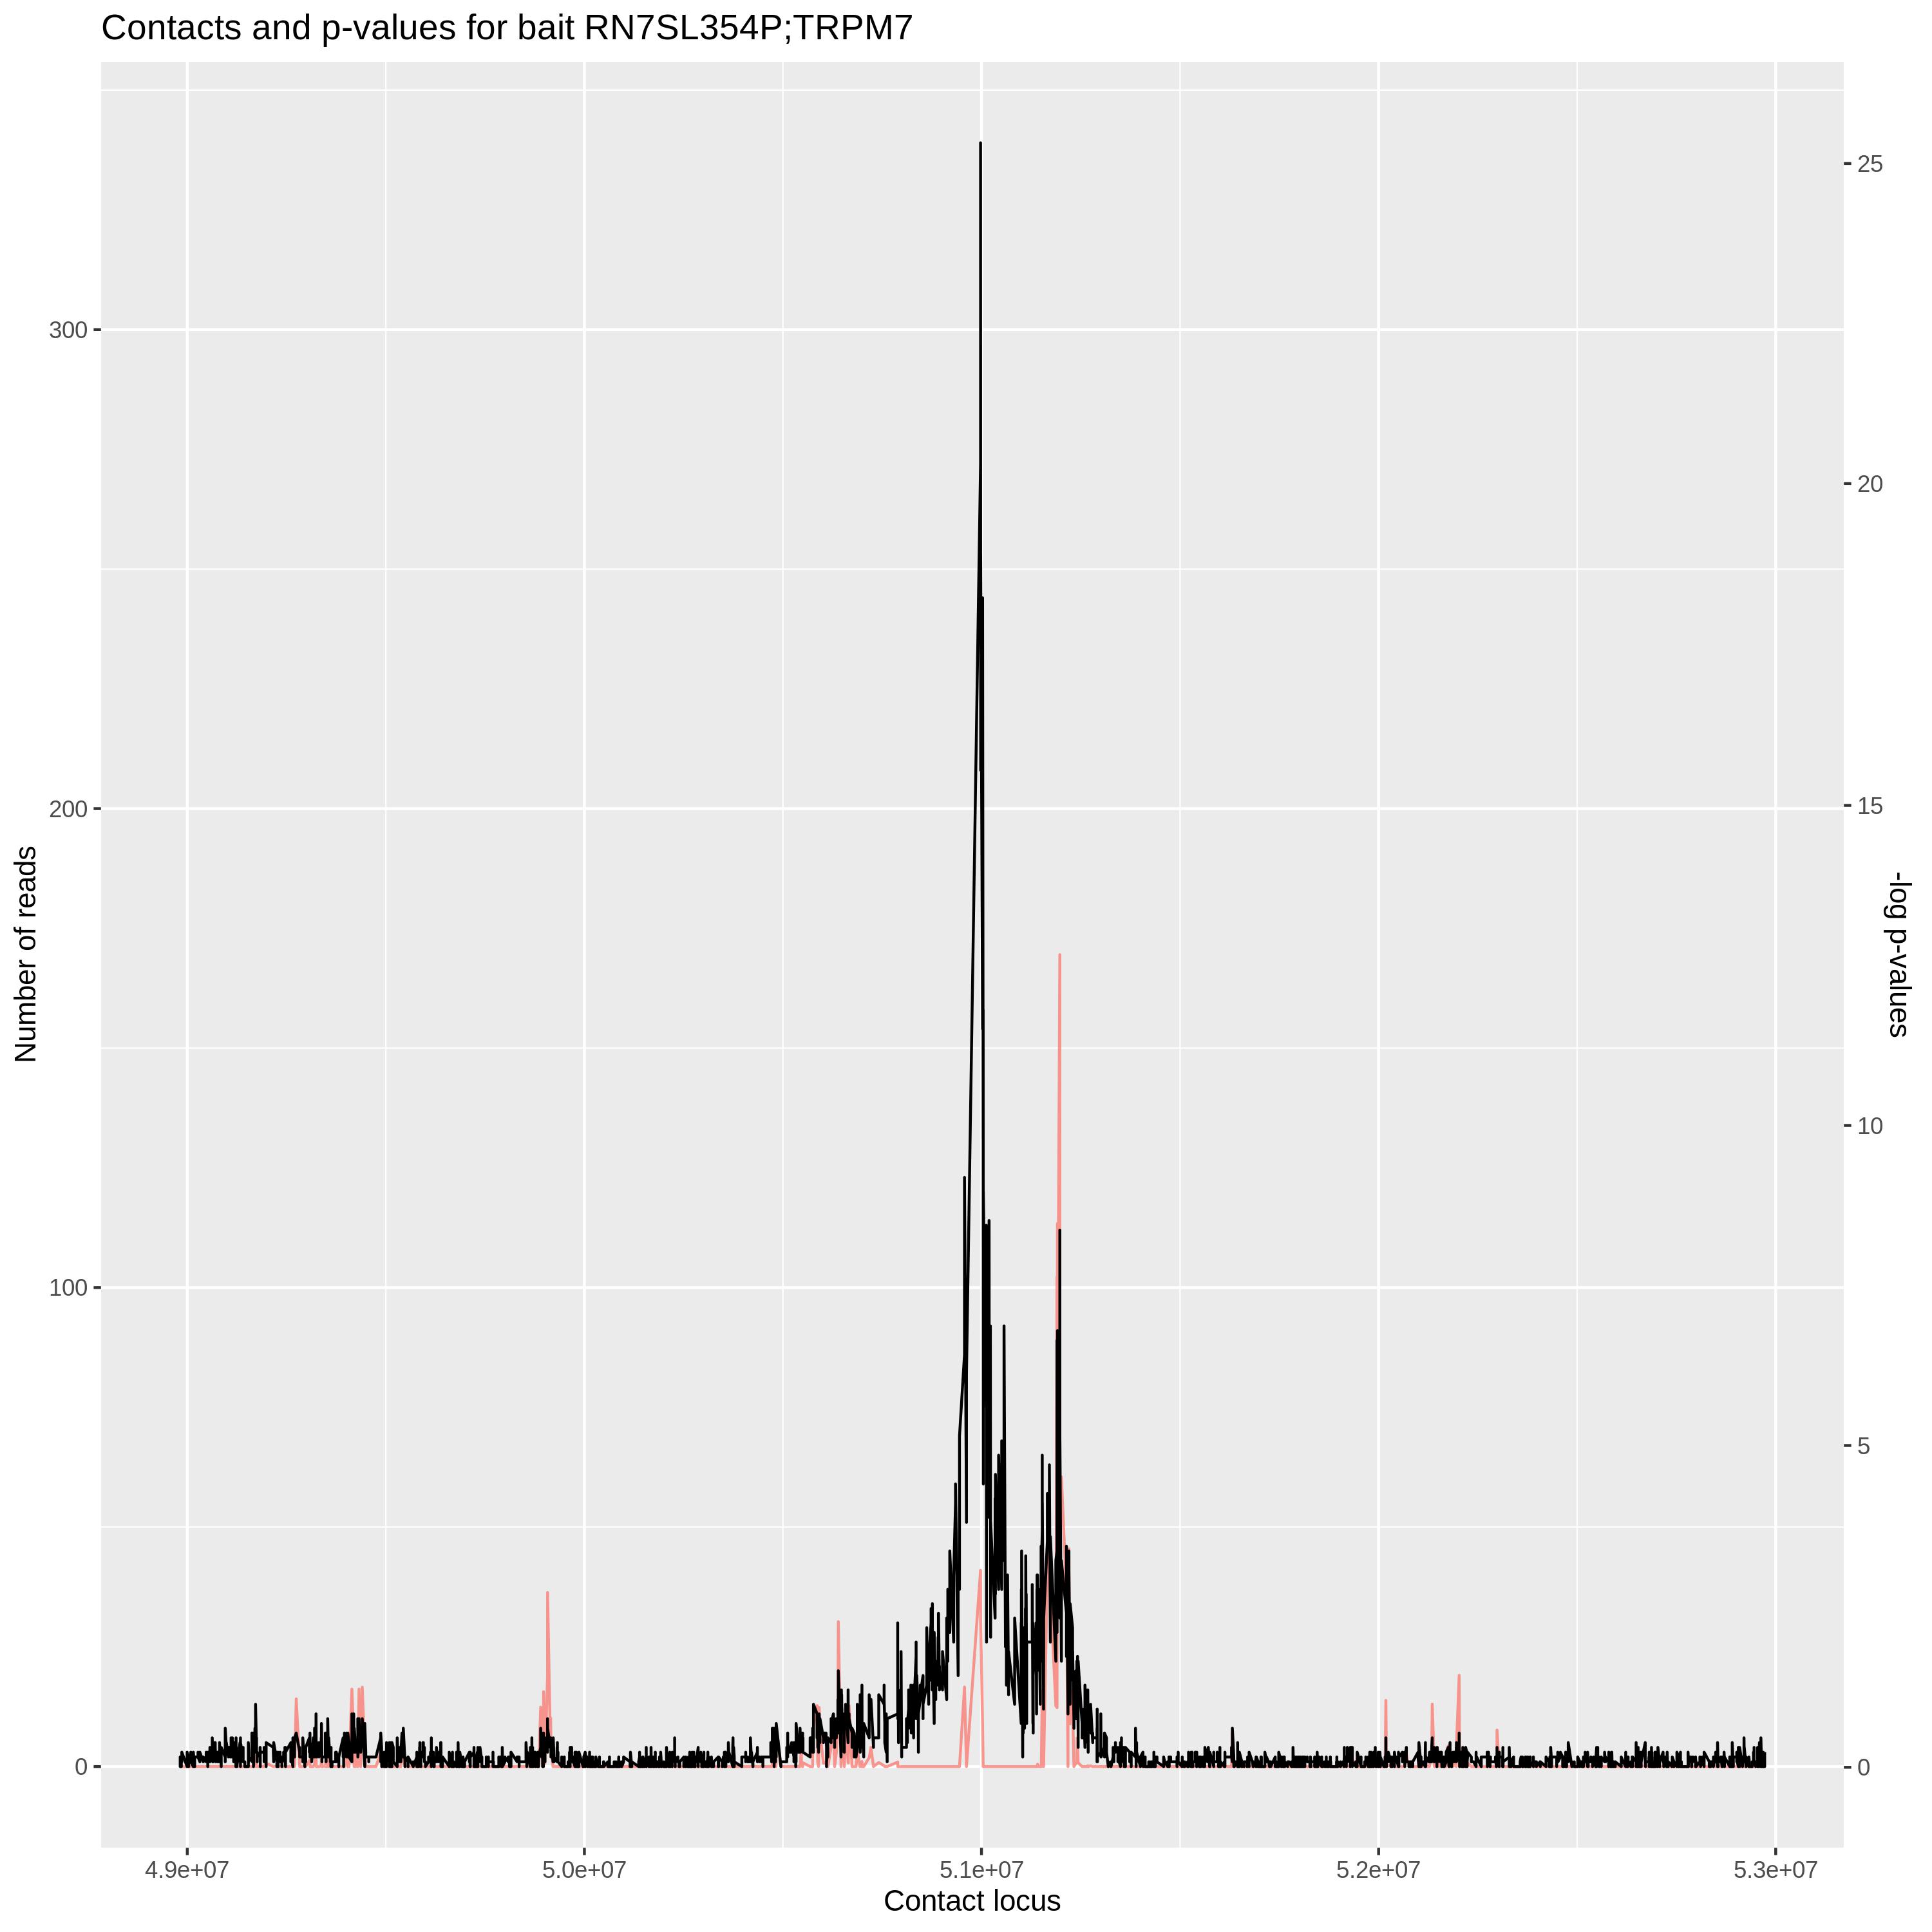 Contacts and p-values for bait RN7SL354P;TRPM7
Number of reads
300
200
100
0
25
20
15
10
5
0
-log p-values
4.9e+07 5.0e+07 5.1e+07 5.2e+07 5.3e+07
Contact locus